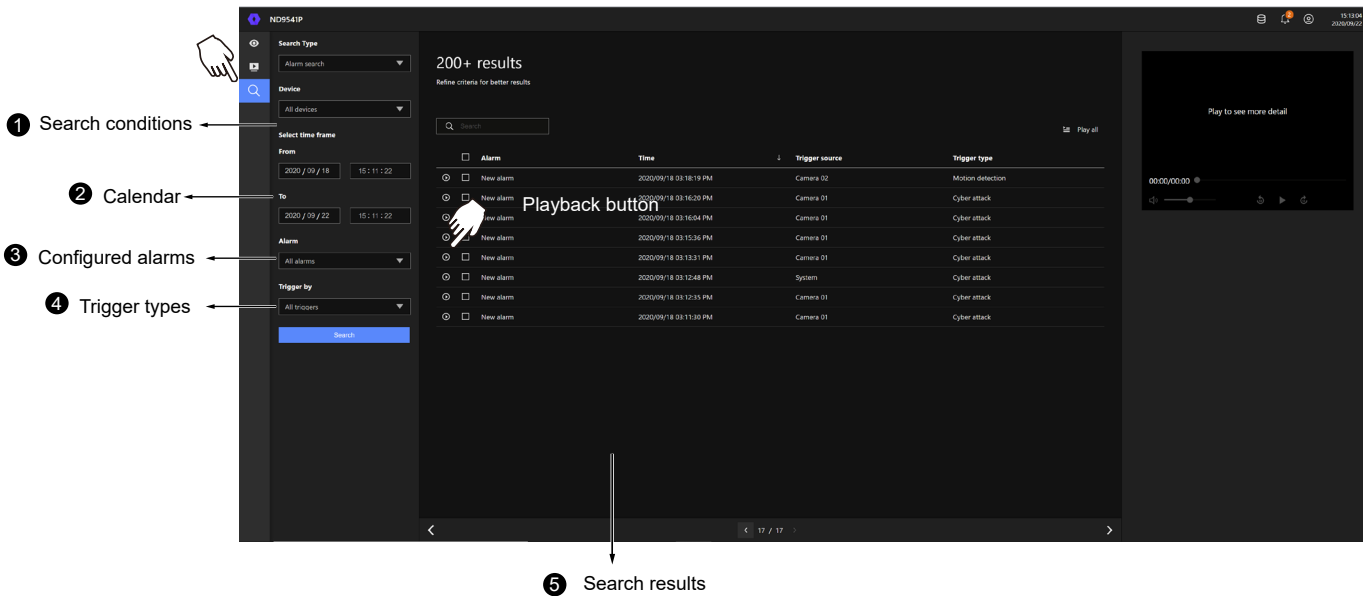 ND9541P
2
15:13:04
2020/09/22
Search Type
Alarm search
Device
All devices
Select time frame
From
2020 / 09 / 18 15 : 11 : 22
To
2020 / 09 / 22 15 : 11 : 22
Alarm
All alarms
Trigger by
All triggers
Search
1 Search conditions
2 Calendar
3 Configured alarms
4 Trigger types
200+ results
Refine criteria for better results
Search
Play all
Alarm Time ↓ Trigger source Trigger type
New alarm 2020/09/18 03:18:19 PM Camera 02 Motion detection
New alarm 2020/09/18 03:16:20 PM Camera 01 Cyber attack
Playback button
New alarm 2020/09/18 03:16:04 PM Camera 01 Cyber attack
New alarm 2020/09/18 03:15:36 PM Camera 01 Cyber attack
New alarm 2020/09/18 03:13:31 PM Camera 01 Cyber attack
New alarm 2020/09/18 03:12:48 PM System Cyber attack
New alarm 2020/09/18 03:12:35 PM Camera 01 Cyber attack
New alarm 2020/09/18 03:11:30 PM Camera 01 Cyber attack
17 / 17
Play to see more detail
00:00/00:00
5 Search results